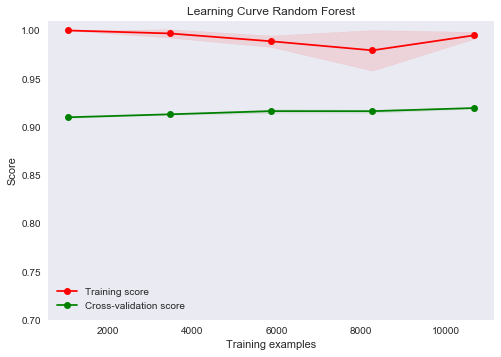 Learning Curve Random Forest
1.00
0.95
0.90
0.85
0.80
0.75
0.70
Score
Training score
Cross-validation score
2000 4000 6000 8000 10000
Training examples